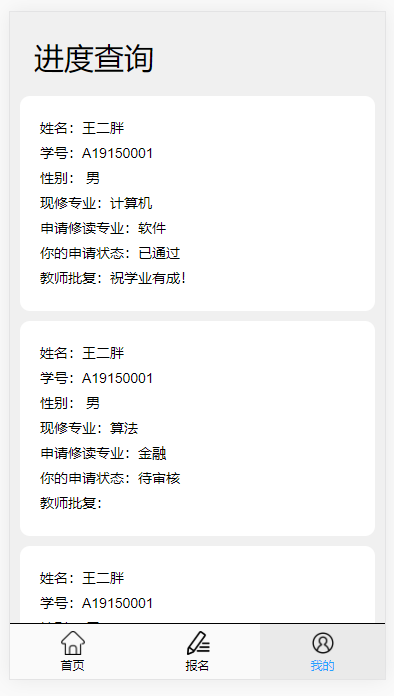 进度查询
姓名：王二胖
学号：A19150001
性别： 男
现修专业：计算机
申请修读专业：软件
你的申请状态：已通过
教师批复：祝学业有成！
姓名：王二胖
学号：A19150001
性别： 男
现修专业：算法
申请修读专业：金融
你的申请状态：待审核
教师批复：
姓名：王二胖
学号：A19150001
首页
报名
我的